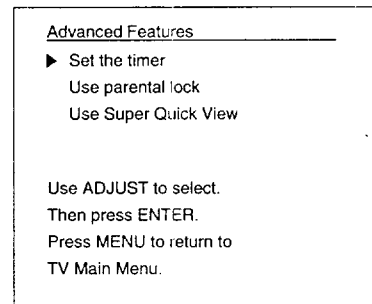 Advanced Features
▶ Set the timer
Use parental lock
Use Super Quick View
Use ADJUST to select.
Then press ENTER.
Press MENU to return to
TV Main Menu.